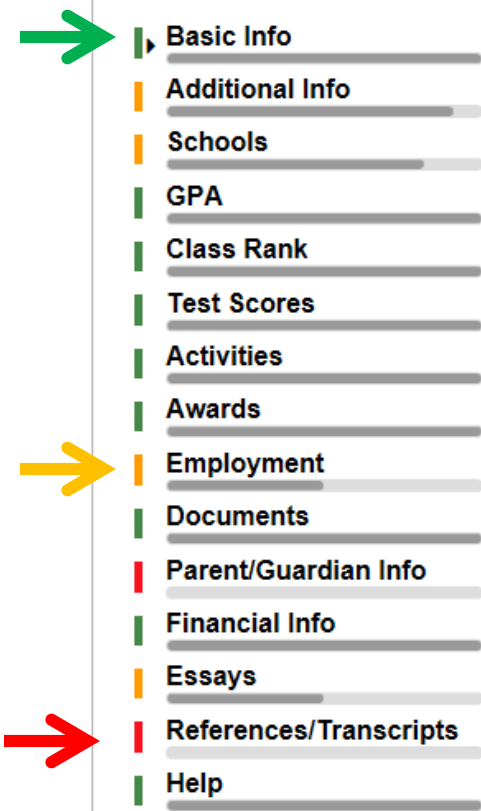 Basic Info
Additional Info
Schools
GPA
Class Rank
Test Scores
Activities
Awards
Employment
Documents
Parent/Guardian Info
Financial Info
Essays
References/Transcripts
Help